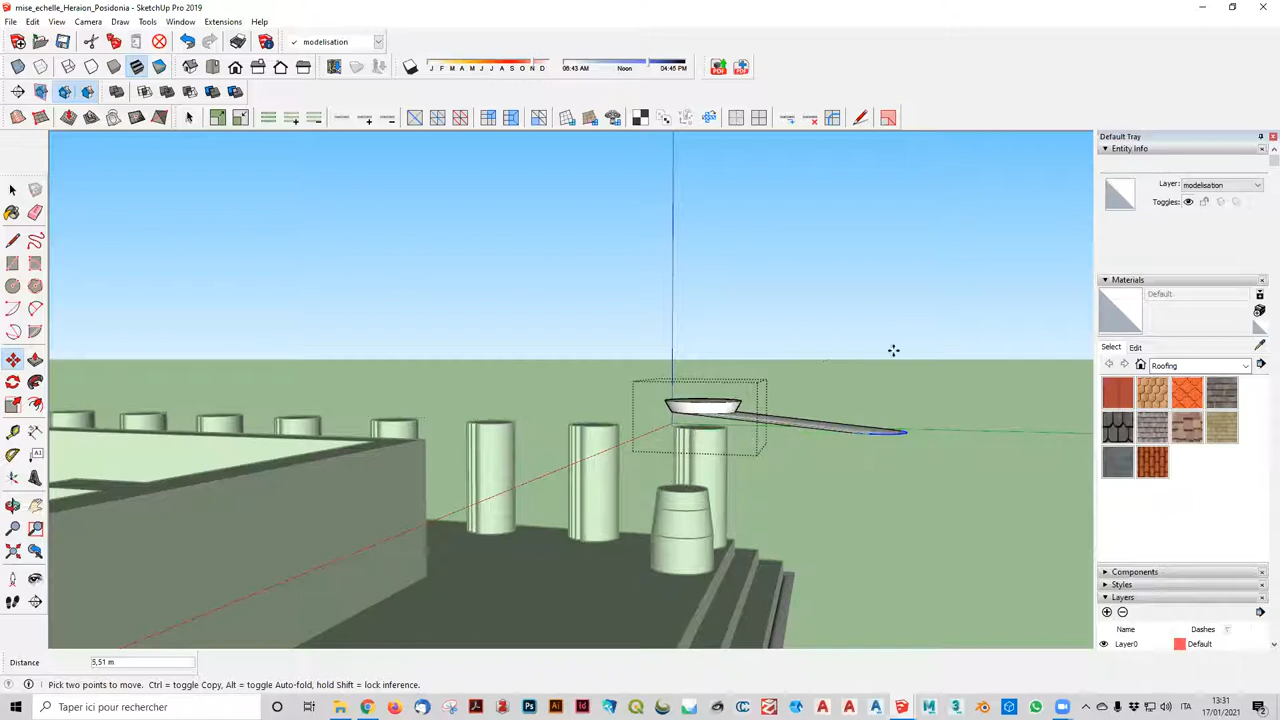 mise_echelle_Heraion_Posidonia - SketchUp Pro 2019
File Edit View Camera Draw Tools Window Extensions Help
modelisation
J F M A M J J A S O N D 06:43 AM Noon 04:45 PM
Default Tray
Entity Info
Layer: modelisation
Toggles:
Materials
Default
Select Edit
Roofing
Components
Styles
Layers
Name Dashes
Layer0 Default
Distance 5,51 m
Pick two points to move. Ctrl = toggle Copy, Alt = toggle Auto-fold, hold Shift = lock inference.
Taper ici pour rechercher
ITA
13:31
17/01/2021